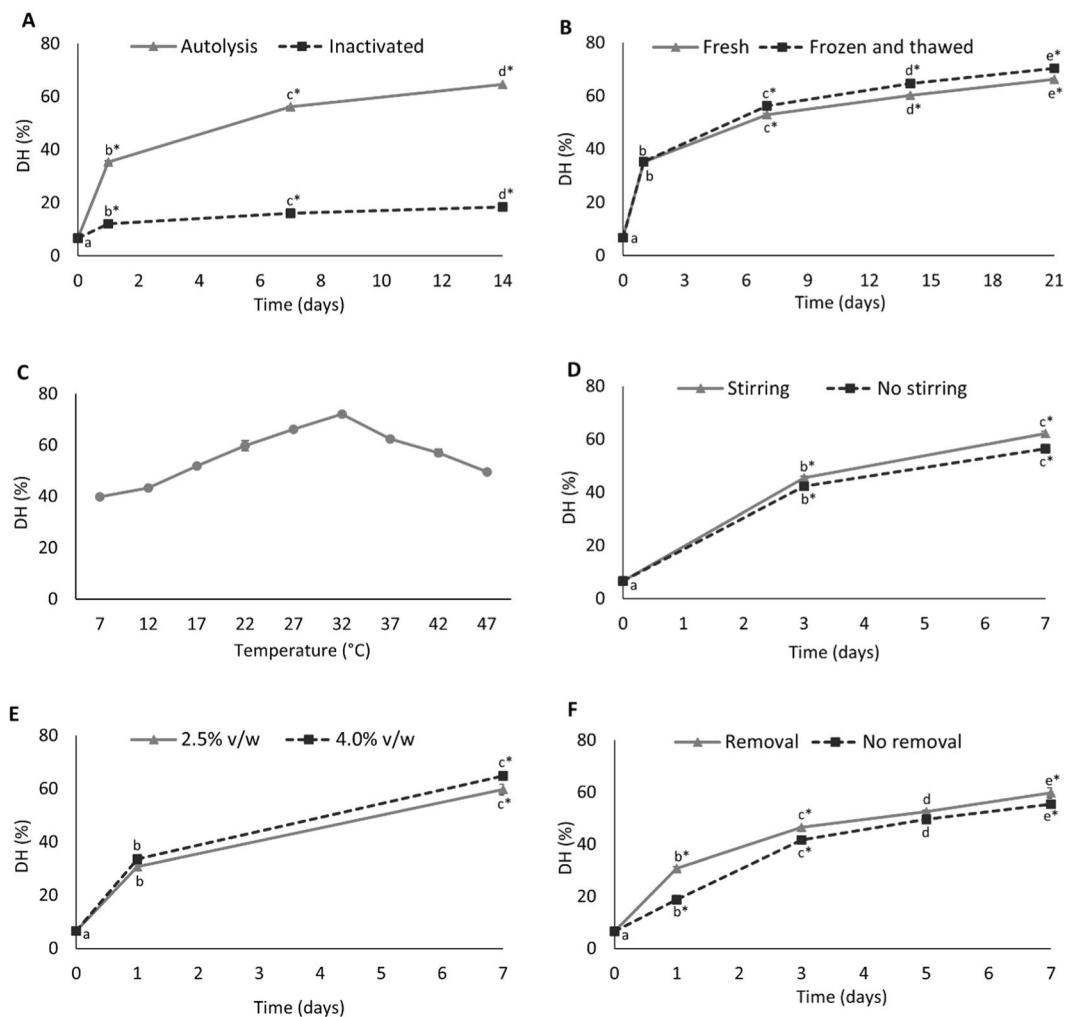 A
80
Autolysis
Inactivated
60
40
20
0
DH (%)
a
b*
b*
c*
c*
d*
d*
0 2 4 6 8 10 12 14
Time (days)
B
80
Fresh
Frozen and thawed
60
40
20
0
DH (%)
a
b
b
c*
c*
d*
d*
e*
e*
0 3 6 9 12 15 18 21
Time (days)
C
80
60
40
20
0
DH (%)
7 12 17 22 27 32 37 42 47
Temperature (°C)
D
80
Stirring
No stirring
60
40
20
0
DH (%)
a
b*
b*
c*
c*
0 1 2 3 4 5 6 7
Time (days)
E
80
2.5% v/w
4.0% v/w
60
40
20
0
DH (%)
a
b
b
c*
c*
0 1 2 3 4 5 6 7
Time (days)
F
80
Removal
No removal
60
40
20
0
DH (%)
a
b*
b*
c*
c*
d
d
e*
e*
0 1 2 3 4 5 6 7
Time (days)